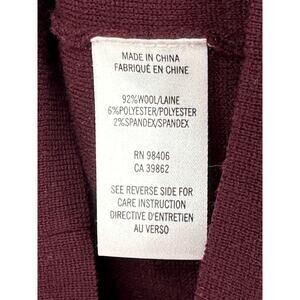 MADE IN CHINA
FABRIQUÉ EN CHINE
92%WOOL/LAINE
6%POLYESTER/POLYESTER
2%SPANDEX/SPANDEX
RN 98406
CA 39862
SEE REVERSE SIDE FOR
CARE INSTRUCTION
DIRECTIVE D'ENTRETIEN
AU VERSO